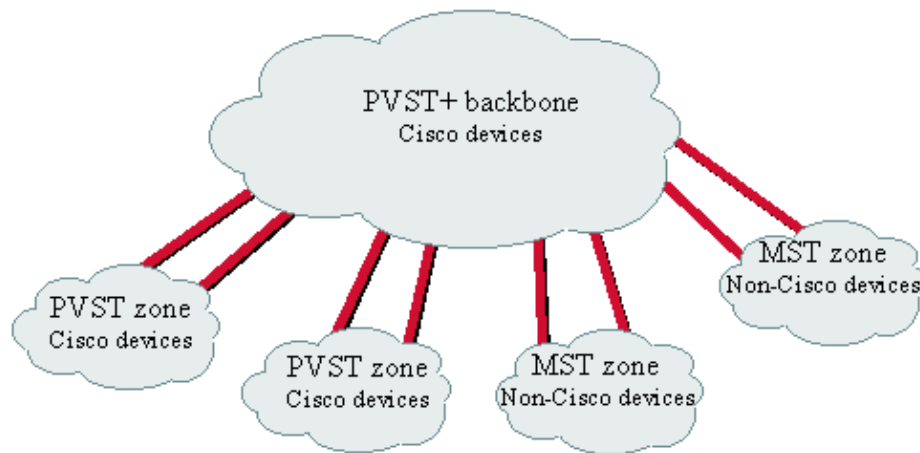 PVST+ backbone
Cisco devices
PVST zone
Cisco devices
PVST zone
Cisco devices
MST zone
Non-Cisco devices
MST zone
Non-Cisco devices